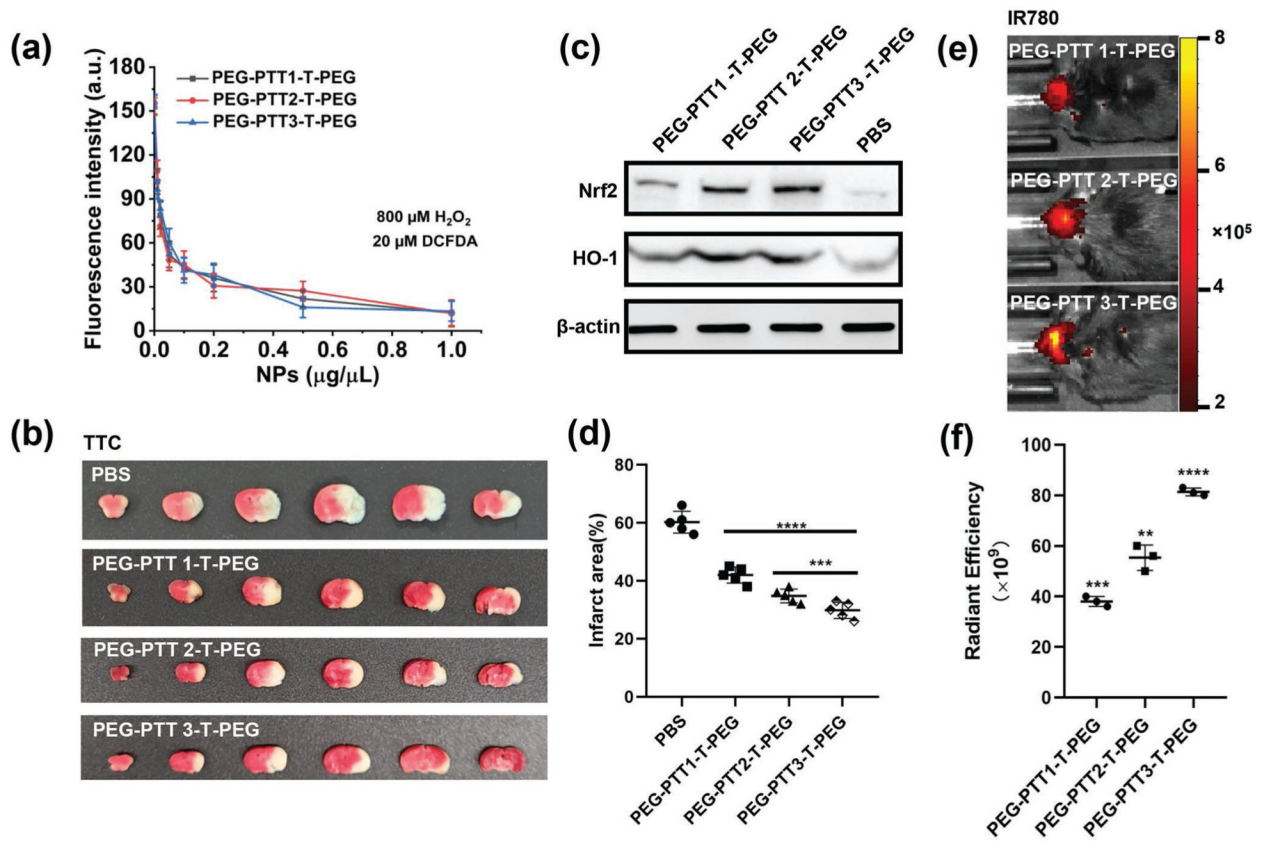 (a)
Fluorescence intensity (a.u.)
180
150
120
90
60
30
0
PEG-PTT1-T-PEG
PEG-PTT2-T-PEG
PEG-PTT3-T-PEG
800 μM H₂O₂
20 μM DCFDA
0.0
0.2
0.4
0.6
0.8
1.0
NPs (μg/μL)
(b)
TTC
PBS
PEG-PTT 1-T-PEG
PEG-PTT 2-T-PEG
PEG-PTT 3-T-PEG
(c)
PEG-PTT1 -T-PEG
PEG-PTT 2-T-PEG
PEG-PTT3 -T-PEG
PBS
Nrf2
HO-1
β-actin
(d)
Infarct area(%)
80
60
40
20
0
****
***
PBS
PEG-PTT1-T-PEG
PEG-PTT2-T-PEG
PEG-PTT3-T-PEG
(e)
IR780
PEG-PTT 1-T-PEG
PEG-PTT 2-T-PEG
PEG-PTT 3-T-PEG
8
6
×10⁵
4
2
(f)
Radiant Efficiency
(×10⁹)
100
80
60
40
20
0
***
**
****
PEG-PTT1-T-PEG
PEG-PTT2-T-PEG
PEG-PTT3-T-PEG